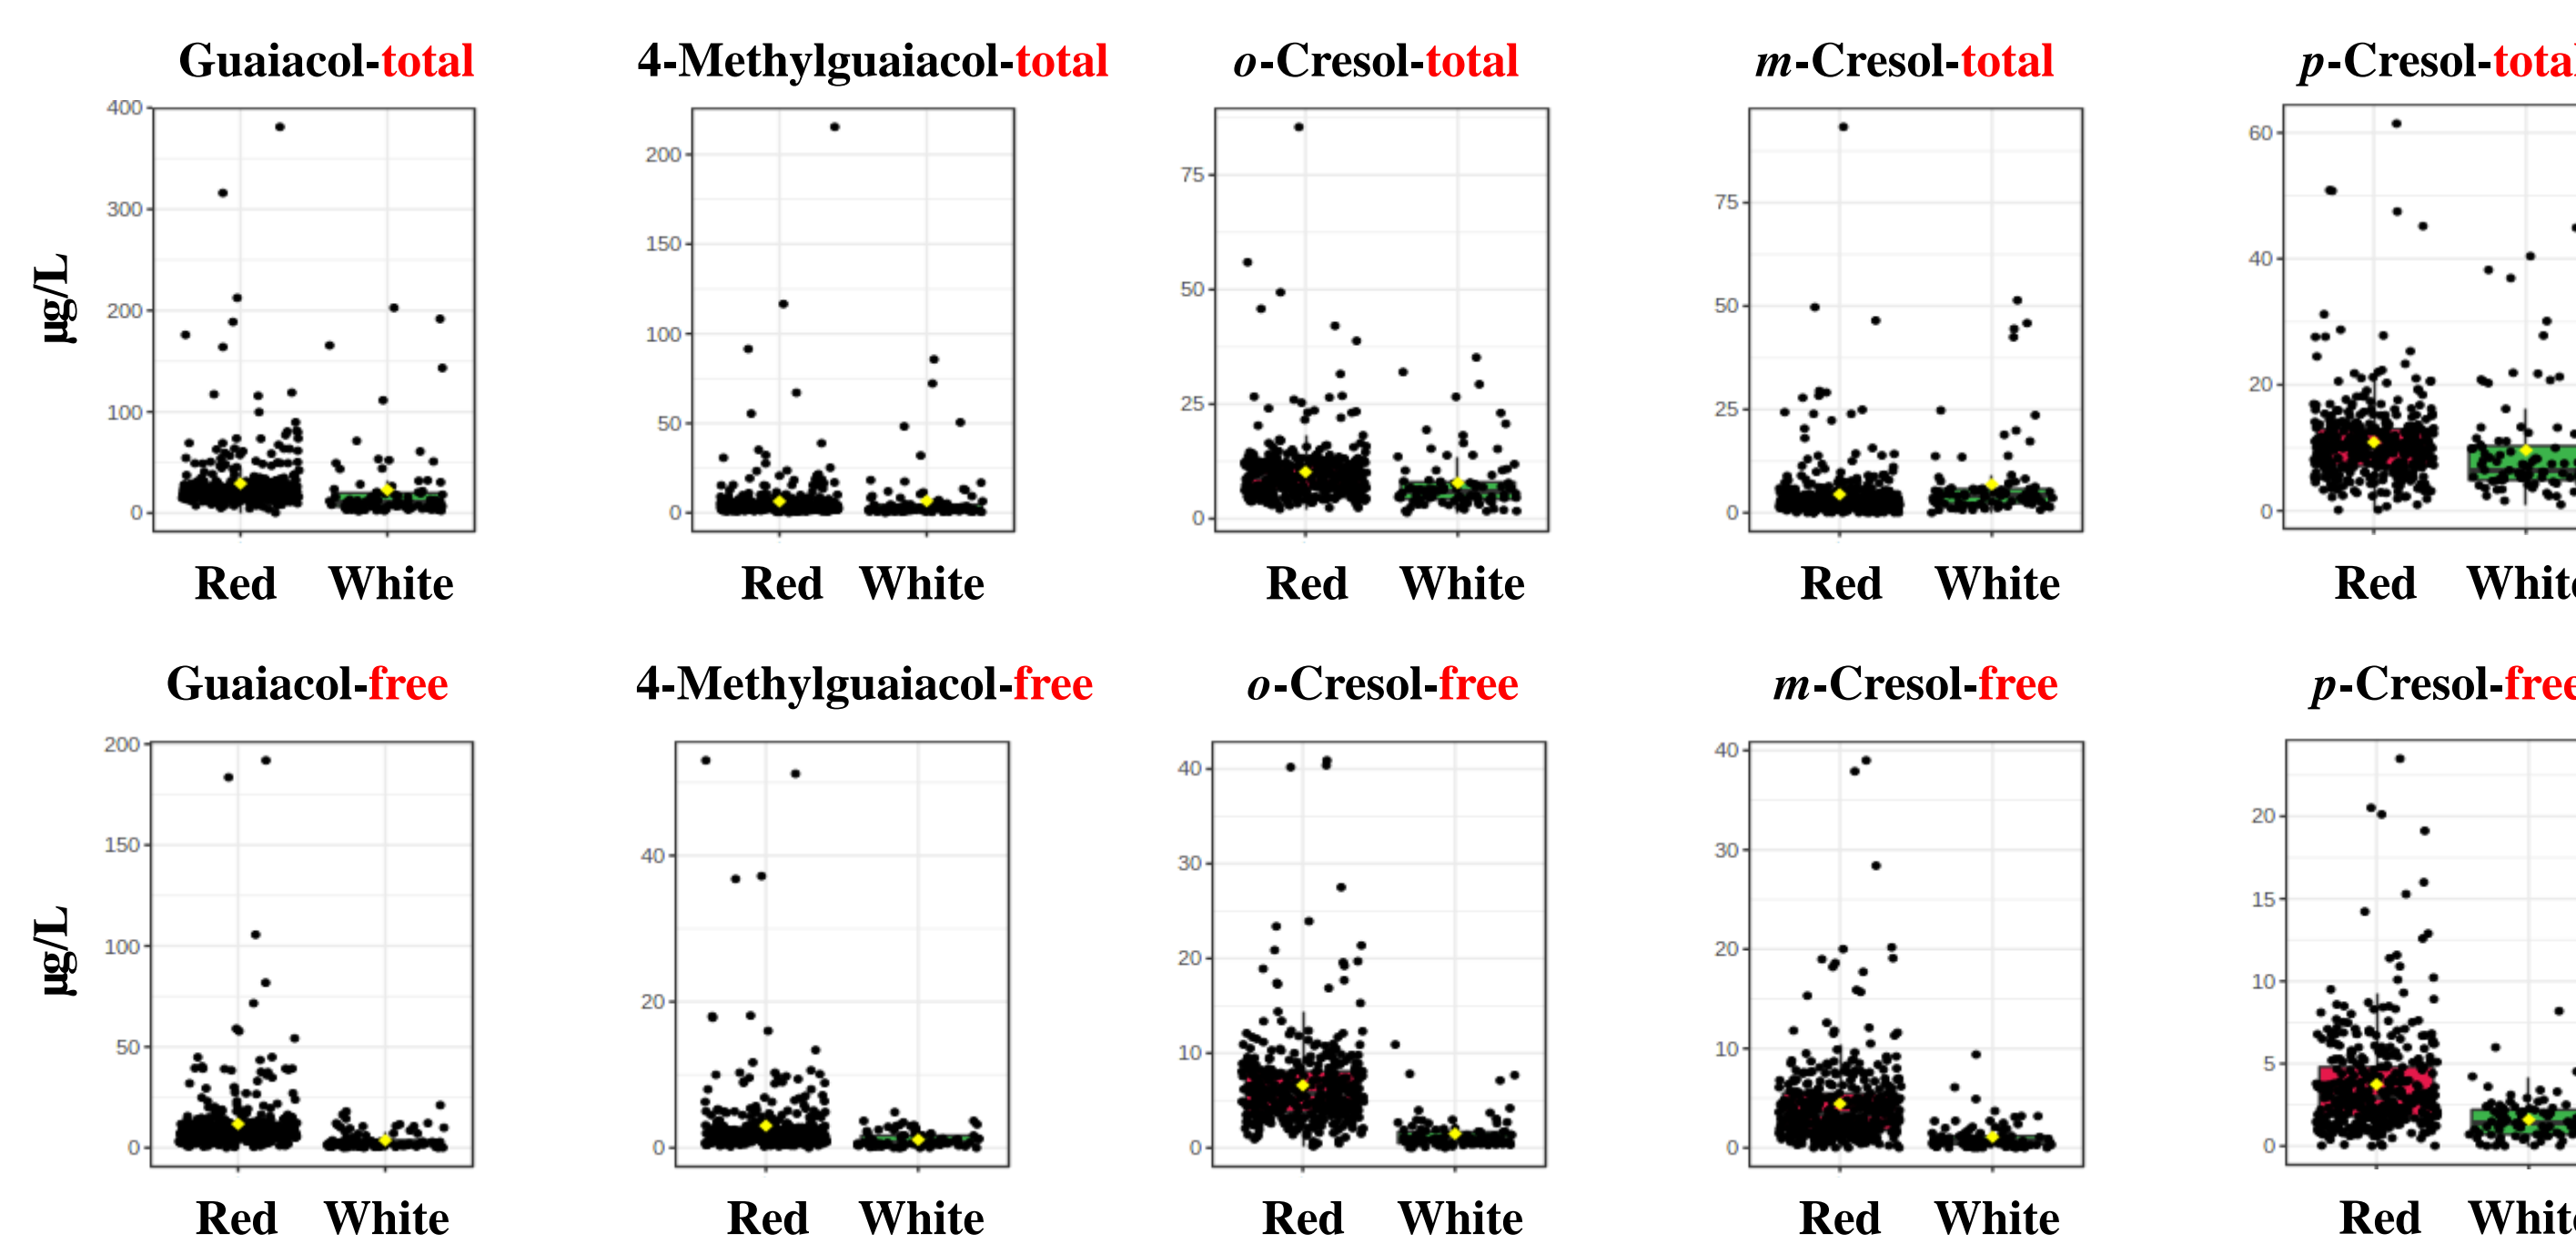 Guaiacol-total
4-Methylguaiacol-total
o-Cresol-total
m-Cresol-total
p-Cresol-total
µg/L
400
300
200
100
0
Red White
200
150
100
50
0
Red White
75
50
25
0
Red White
75
50
25
0
Red White
60
40
20
0
Red White
Guaiacol-free
4-Methylguaiacol-free
o-Cresol-free
m-Cresol-free
p-Cresol-free
µg/L
200
150
100
50
0
Red White
40
20
0
Red White
40
30
20
10
0
Red White
40
30
20
10
0
Red White
20
15
10
5
0
Red White